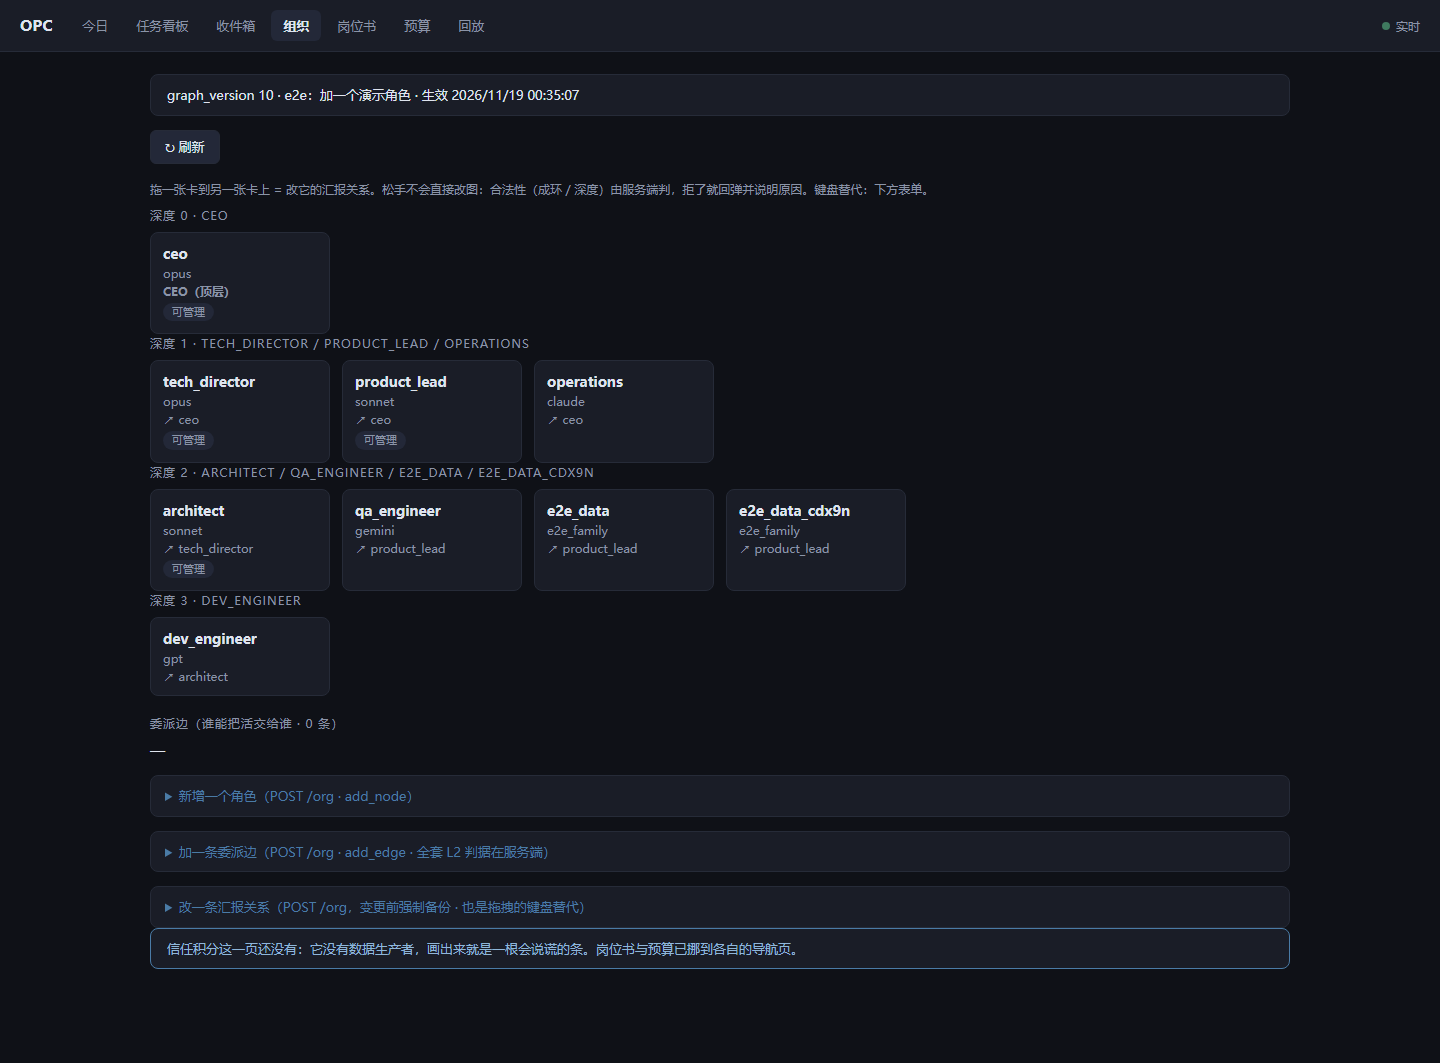 OPC 今日 任务看板 收件箱 组织 岗位书 预算 回放 实时
graph_version 10 · e2e：加一个演示角色 · 生效 2026/11/19 00:35:07
↻ 刷新
拖一张卡到另一张卡上 = 改它的汇报关系。松手不会直接改图：合法性（成环 / 深度）由服务端判，拒了就回弹并说明原因。键盘替代：下方表单。
深度 0 · CEO
ceo
opus
CEO（顶层）
可管理
深度 1 · TECH_DIRECTOR / PRODUCT_LEAD / OPERATIONS
tech_director
opus
↗ ceo
可管理
product_lead
sonnet
↗ ceo
可管理
operations
claude
↗ ceo
深度 2 · ARCHITECT / QA_ENGINEER / E2E_DATA / E2E_DATA_CDX9N
architect
sonnet
↗ tech_director
可管理
qa_engineer
gemini
↗ product_lead
e2e_data
e2e_family
↗ product_lead
e2e_data_cdx9n
e2e_family
↗ product_lead
深度 3 · DEV_ENGINEER
dev_engineer
gpt
↗ architect
委派边（谁能把活交给谁 · 0 条）
—
▶ 新增一个角色（POST /org · add_node）
▶ 加一条委派边（POST /org · add_edge · 全套 L2 判据在服务端）
▶ 改一条汇报关系（POST /org，变更前强制备份 · 也是拖拽的键盘替代）
信任积分这一页还没有：它没有数据生产者，画出来就是一根会说谎的条。岗位书与预算已挪到各自的导航页。